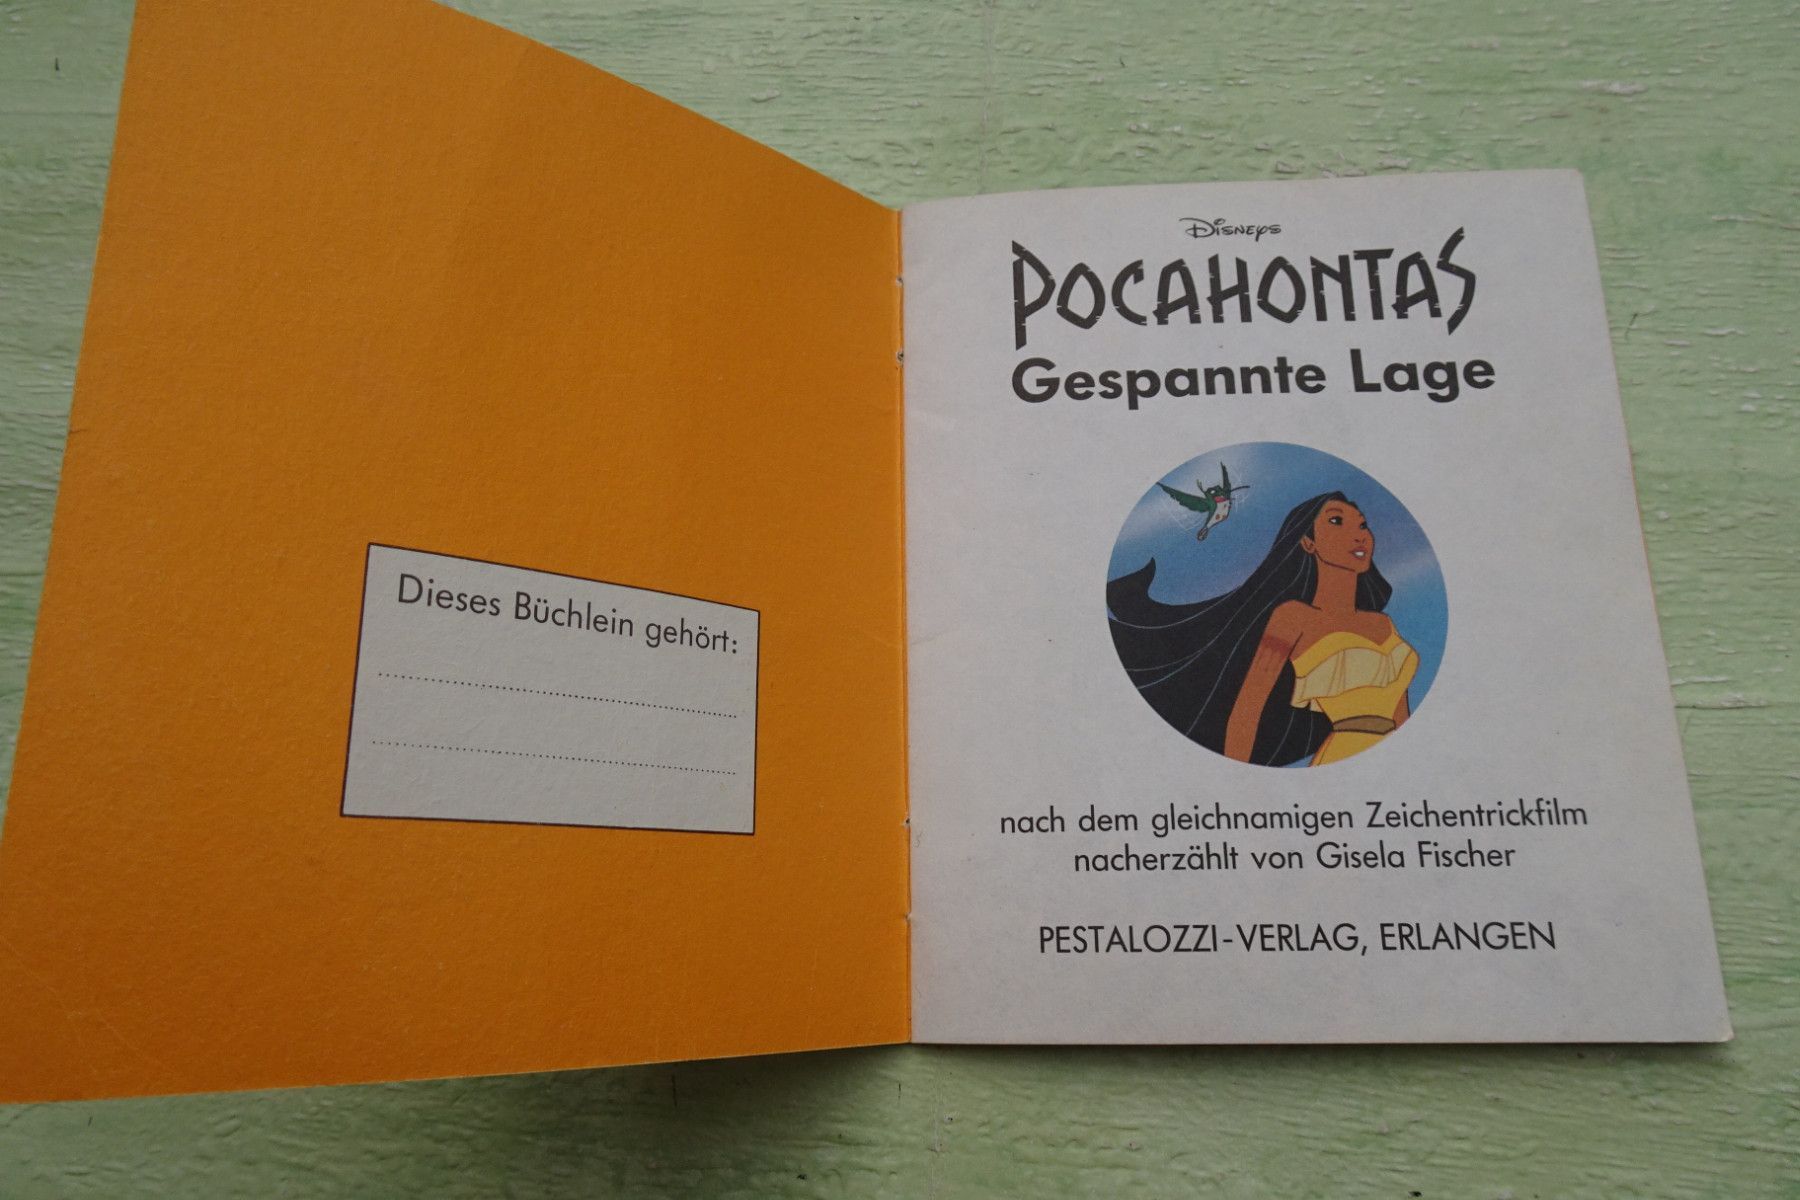 Dieses Büchlein gehört:
Disneys
POCAHONTAS
Gespannte Lage
nach dem gleichnamigen Zeichentrickfilm
nacherzählt von Gisela Fischer
PESTALOZZI-VERLAG, ERLANGEN